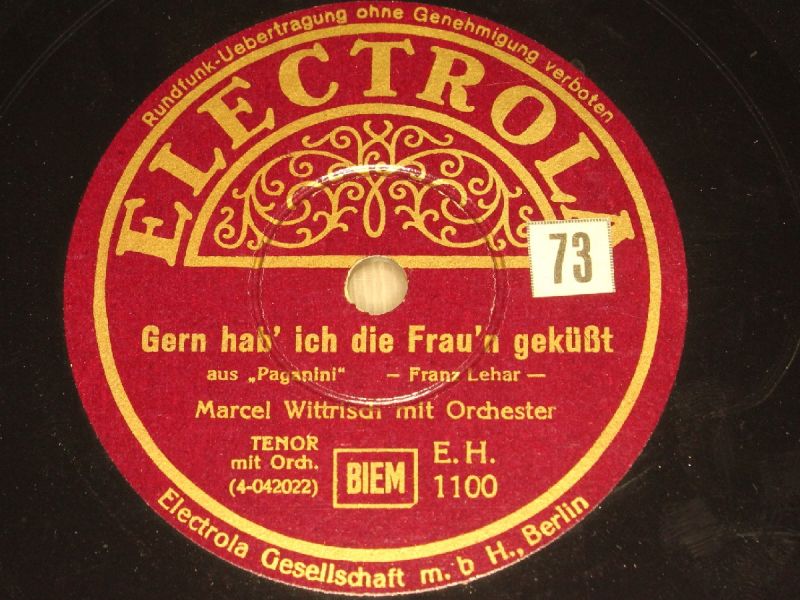 Rundfunk-Uebertragung ohne Genehmigung verboten
ELECTROLA
73
Gern hab' ich die Frau'n geküßt
aus „Paganini“ – Franz Lehar –
Marcel Wittrisch mit Orchester
TENOR
mit Orch.
(4-042022)
BIEM
E. H.
1100
Electrola Gesellschaft m. b H., Berlin